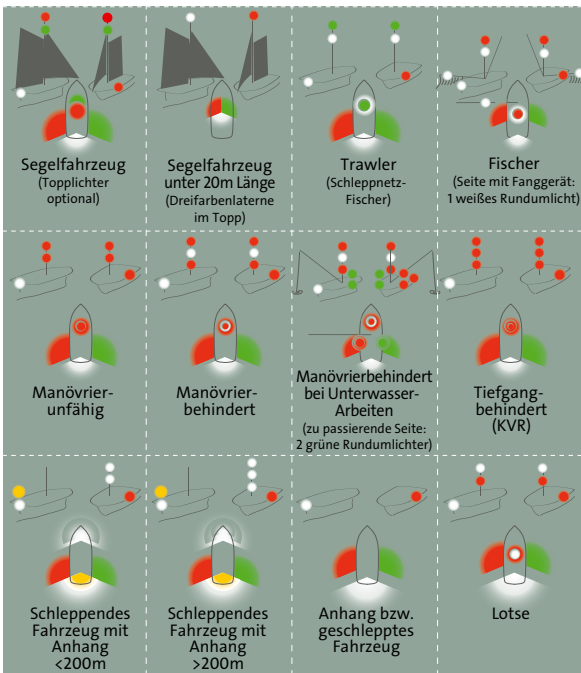 Segelfahrzeug
(Topplichter
optional)
Segelfahrzeug
unter 20m Länge
(Dreifarbenlaterne
im Topp)
Trawler
(Schleppnetz-
Fischer)
Fischer
(Seite mit Fanggerät:
1 weißes Rundumlicht)
Manövrier-
unfähig
Manövrier-
behindert
Manövrierbehindert
bei Unterwasser-
Arbeiten
(zu passierende Seite:
2 grüne Rundumlichter)
Tiefgang-
behindert
(KVR)
Schleppendes
Fahrzeug mit
Anhang
<200m
Schleppendes
Fahrzeug mit
Anhang
>200m
Anhang bzw.
geschlepptes
Fahrzeug
Lotse